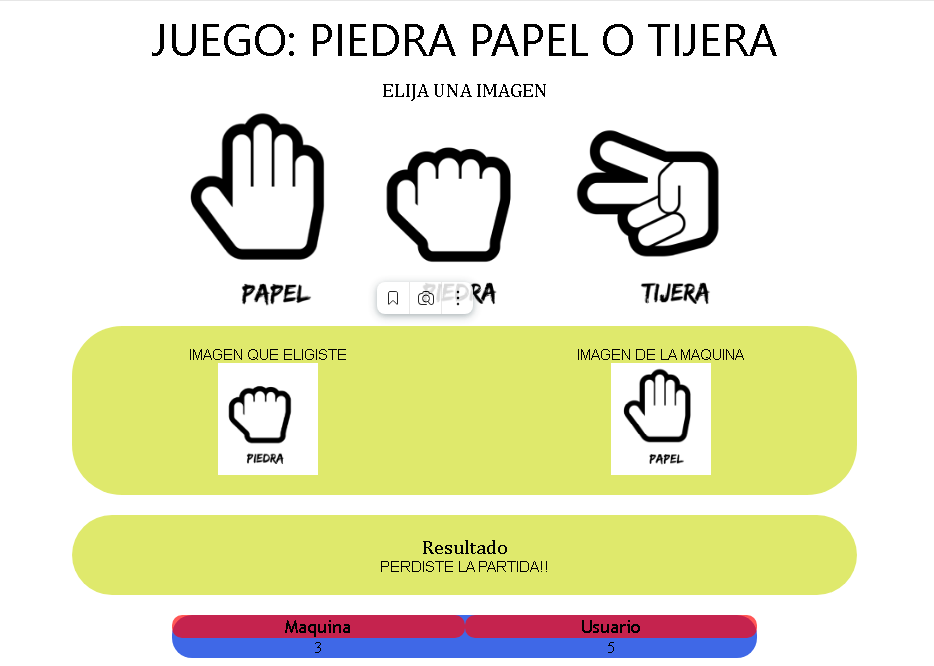 JUEGO: PIEDRA PAPEL O TIJERA
ELIJA UNA IMAGEN
PAPEL
PIEDRA
TIJERA
IMAGEN QUE ELIGISTE
IMAGEN DE LA MAQUINA
PIEDRA
PAPEL
Resultado
PERDISTE LA PARTIDA!!
Maquina
Usuario
3
5